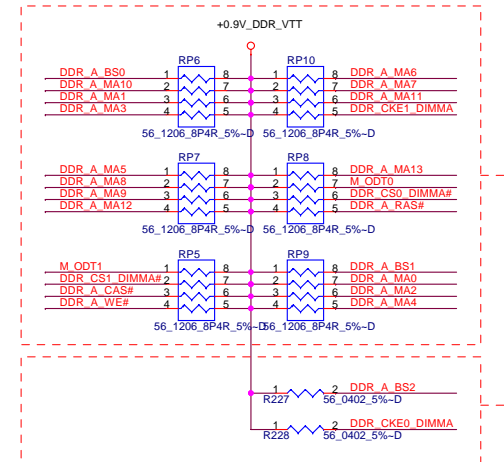 +0.9V_DDR_VTT
RP6 RP10
DDR_A_BS0 1 8 1 8 DDR_A_MA6
DDR_A_MA10 2 7 2 7 DDR_A_MA7
DDR_A_MA1 3 6 3 6 DDR_A_MA11
DDR_A_MA3 4 5 4 5 DDR_CKE1_DIMMA
56_1206_8P4R_5%~D 56_1206_8P4R_5%~D
RP7 RP8
DDR_A_MA5 1 8 1 8 DDR_A_MA13
DDR_A_MA8 2 7 2 7 M_ODT0
DDR_A_MA9 3 6 3 6 DDR_CS0_DIMMA#
DDR_A_MA12 4 5 4 5 DDR_A_RAS#
56_1206_8P4R_5%~D 56_1206_8P4R_5%~D
RP5 RP9
M_ODT1 1 8 1 8 DDR_A_BS1
DDR_CS1_DIMMA# 2 7 2 7 DDR_A_MA0
DDR_A_CAS# 3 6 3 6 DDR_A_MA2
DDR_A_WE# 4 5 4 5 DDR_A_MA4
56_1206_8P4R_5%~D 56_1206_8P4R_5%~D
1 2 DDR_A_BS2
R227 56_0402_5%~D
1 2 DDR_CKE0_DIMMA
R228 56_0402_5%~D